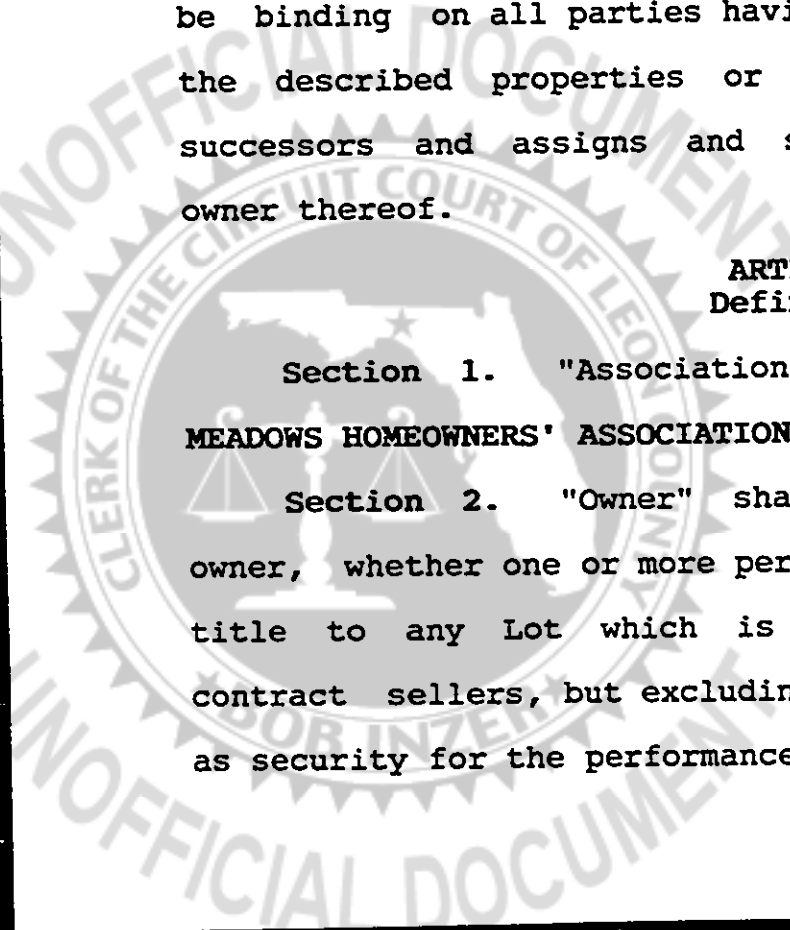 be binding on all parties havi
the described properties or
successors and assigns and s
owner thereof.
ART
Defi
Section 1. "Association
MEADOWS HOMEOWNERS' ASSOCIATION
Section 2. "Owner" sha
owner, whether one or more per
title to any Lot which is
contract sellers, but excludin
as security for the performance
UNOFFICIAL DOCUMENT
CLERK OF THE CIRCUIT COURT OF LEON COUNTY
BOB INZER
UNOFFICIAL DOCUMENT